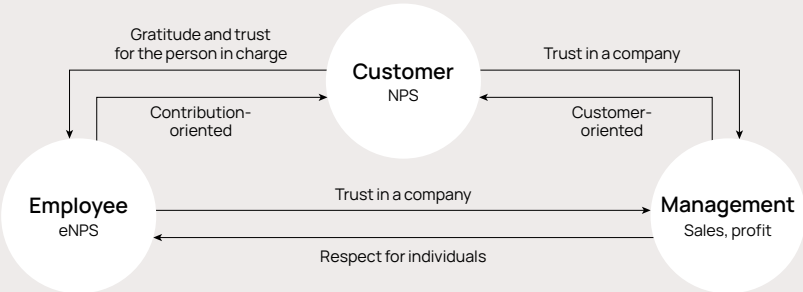 Gratitude and trust
for the person in charge
Customer
NPS
Trust in a company
Contribution-
oriented
Customer-
oriented
Employee
eNPS
Trust in a company
Management
Sales, profit
Respect for individuals